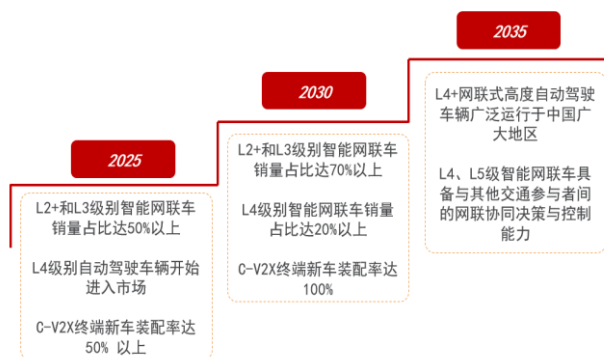 2025
L2+和L3级别智能网联车
销量占比达50%以上
L4级别自动驾驶车辆开始
进入市场
C-V2X终端新车装配率达
50% 以上
2030
L2+和L3级别智能网联车
销量占比达70%以上
L4级别智能网联车销量
占比达20%以上
C-V2X终端新车装配率达
100%
2035
L4+网联式高度自动驾驶
车辆广泛运行于中国广
大地区
L4、L5级智能网联车具
备与其他交通参与者间
的网联协同决策与控制
能力